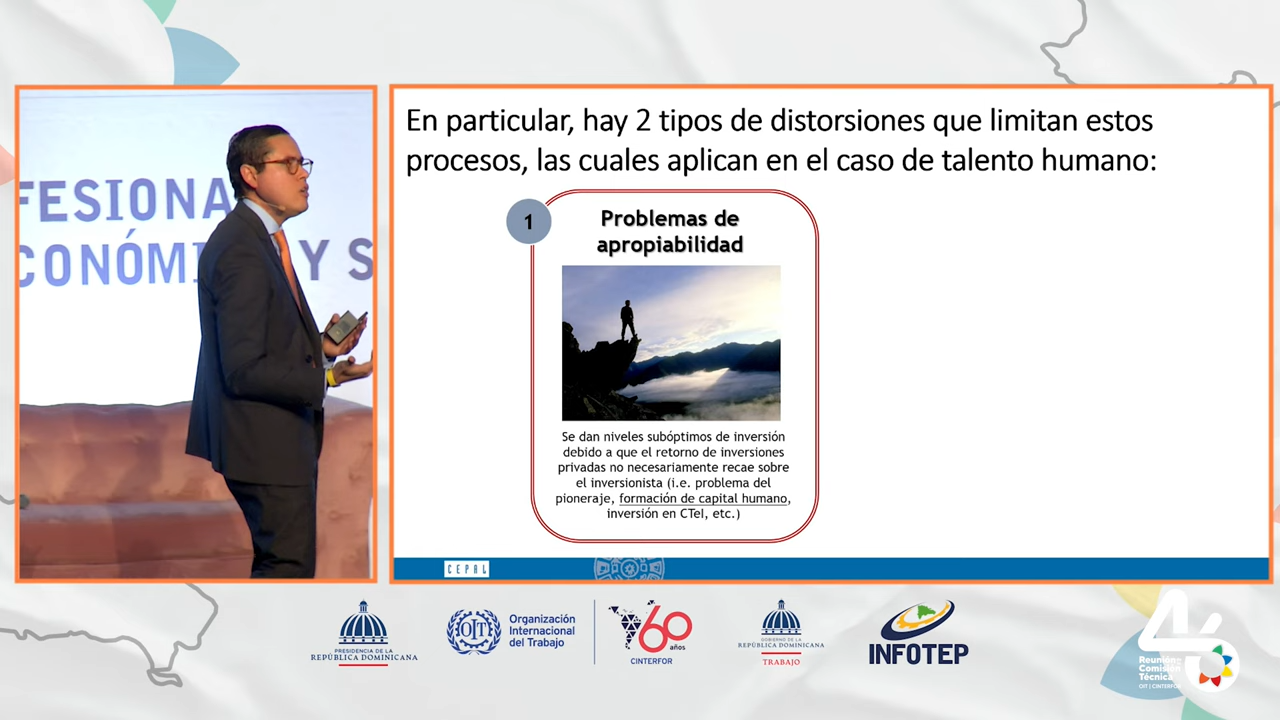 FESIONA
CONÓM
Y S
En particular, hay 2 tipos de distorsiones que limitan estos
procesos, las cuales aplican en el caso de talento humano:
1
Problemas de
apropiabilidad
Se dan niveles subóptimos de inversión
debido a que el retorno de inversiones
privadas no necesariamente recae sobre
el inversionista (i.e. problema del
pioneraje, formación de capital humano,
inversión en CTeI, etc.)
CEPAL
PRESIDENCIA DE LA
REPÚBLICA DOMINICANA
OIT
Organización
Internacional
del Trabajo
60
años
CINTERFOR
GOBIERNO DE LA
REPÚBLICA DOMINICANA
TRABAJO
INFOTEP
46
Reunión
Comisión
Técnica
OIT | CINTERFOR